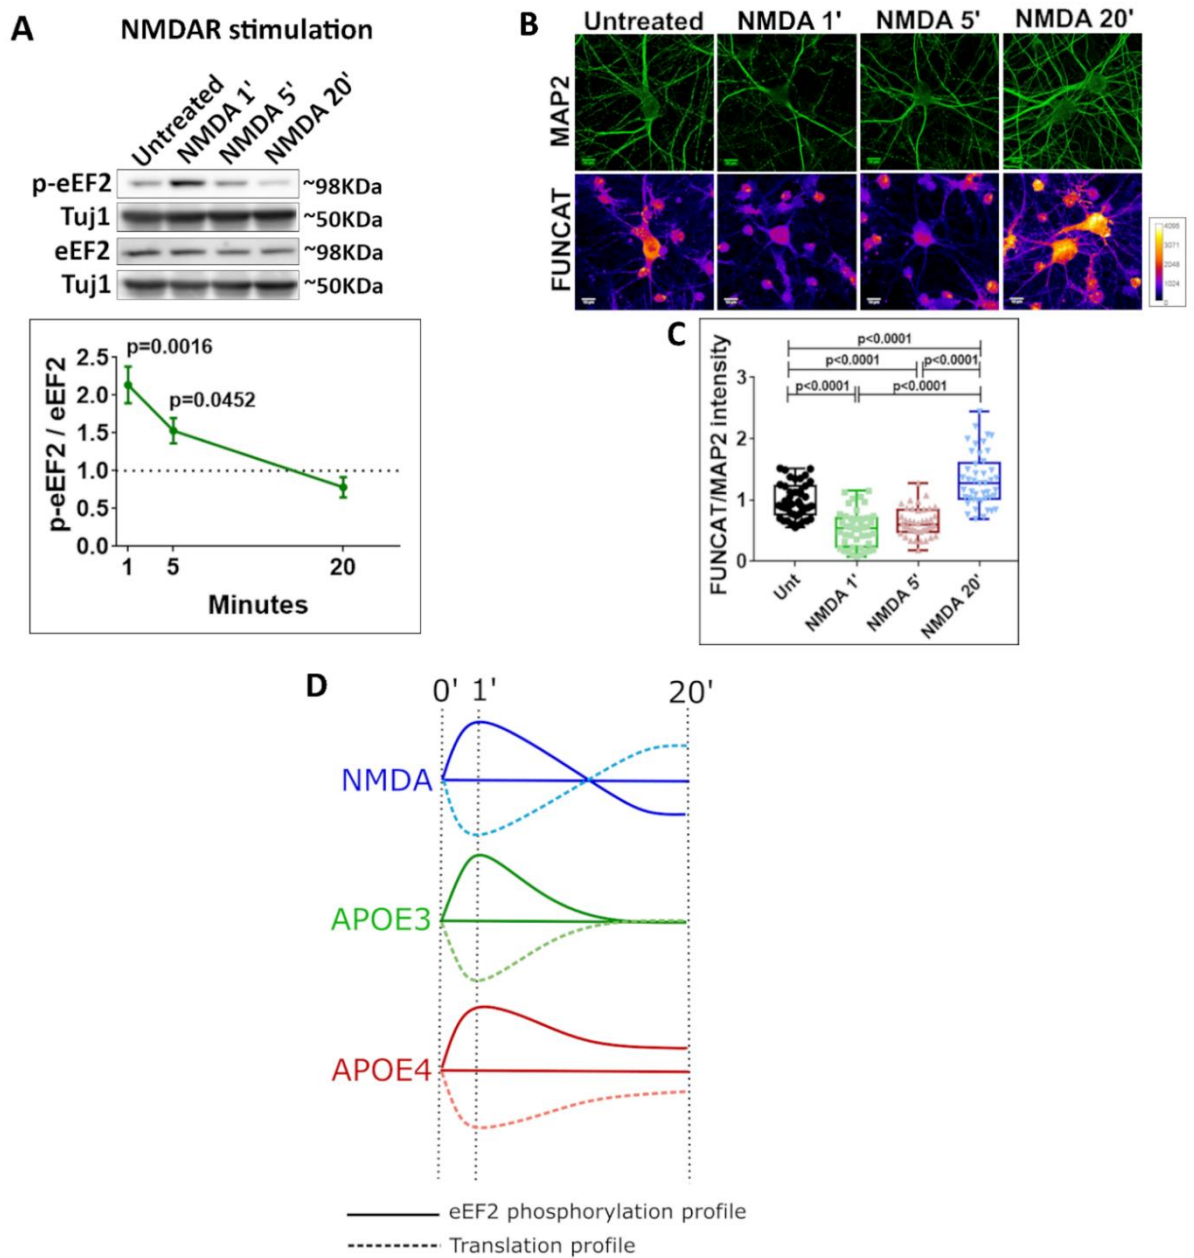 A
NMDAR stimulation
Untreated
NMDA 1'
NMDA 5'
NMDA 20'
p-eEF2
~98KDa
Tuj1
~50KDa
eEF2
~98KDa
Tuj1
~50KDa
p-eEF2 / eEF2
2.5
2.0
1.5
1.0
0.5
0.0
p=0.0016
p=0.0452
1 5 20
Minutes
B
Untreated NMDA 1' NMDA 5' NMDA 20'
MAP2
FUNCAT
4095
3071
2048
1024
0
C
FUNCAT/MAP2 intensity
p<0.0001
p<0.0001 p<0.0001
p<0.0001 p<0.0001
3
2
1
0
Unt
NMDA 1'
NMDA 5'
NMDA 20'
D
0' 1' 20'
NMDA
APOE3
APOE4
eEF2 phosphorylation profile
Translation profile